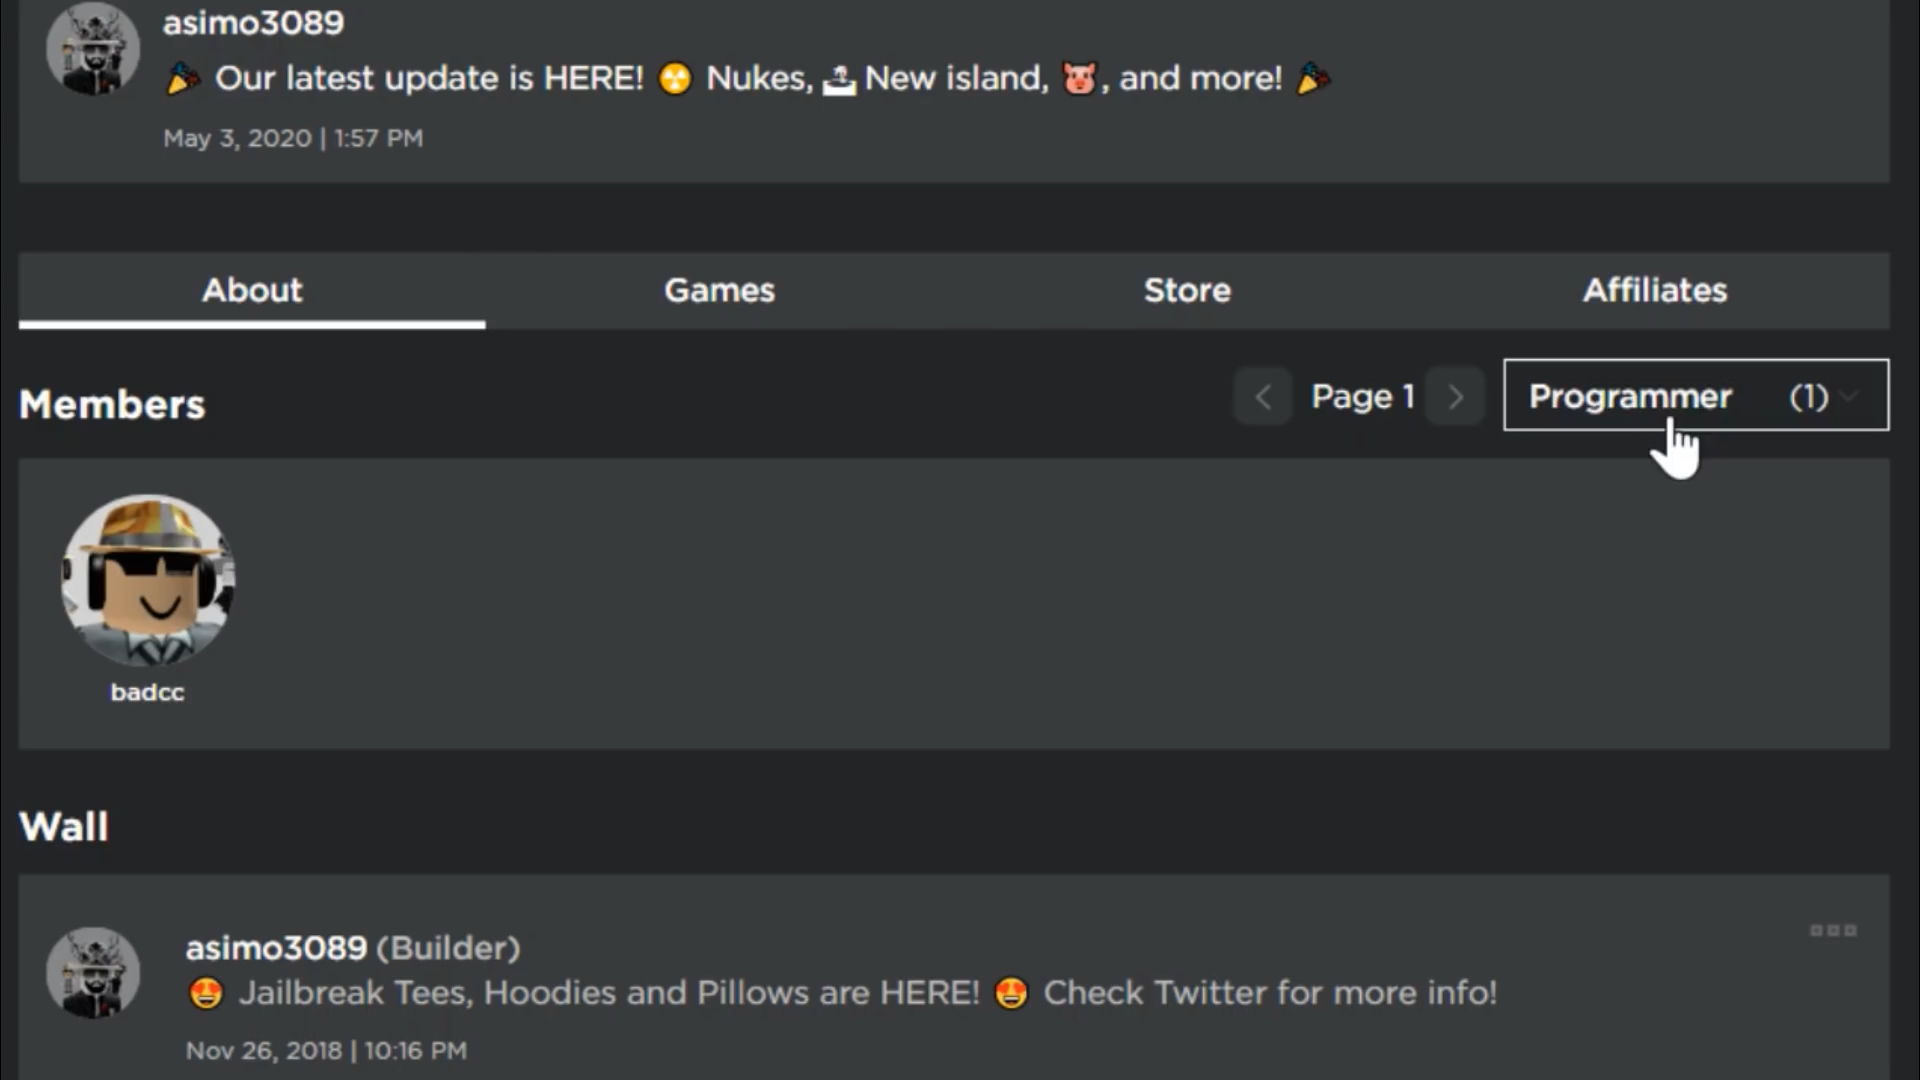 asimo3089
🎉 Our latest update is HERE! ☢️ Nukes, 🏝️ New island, 🐷, and more! 🎉
May 3, 2020 | 1:57 PM
About Games Store Affiliates
Members Page 1 Programmer (1)
badcc
Wall
asimo3089 (Builder)
😍 Jailbreak Tees, Hoodies and Pillows are HERE! 😍 Check Twitter for more info!
Nov 26, 2018 | 10:16 PM